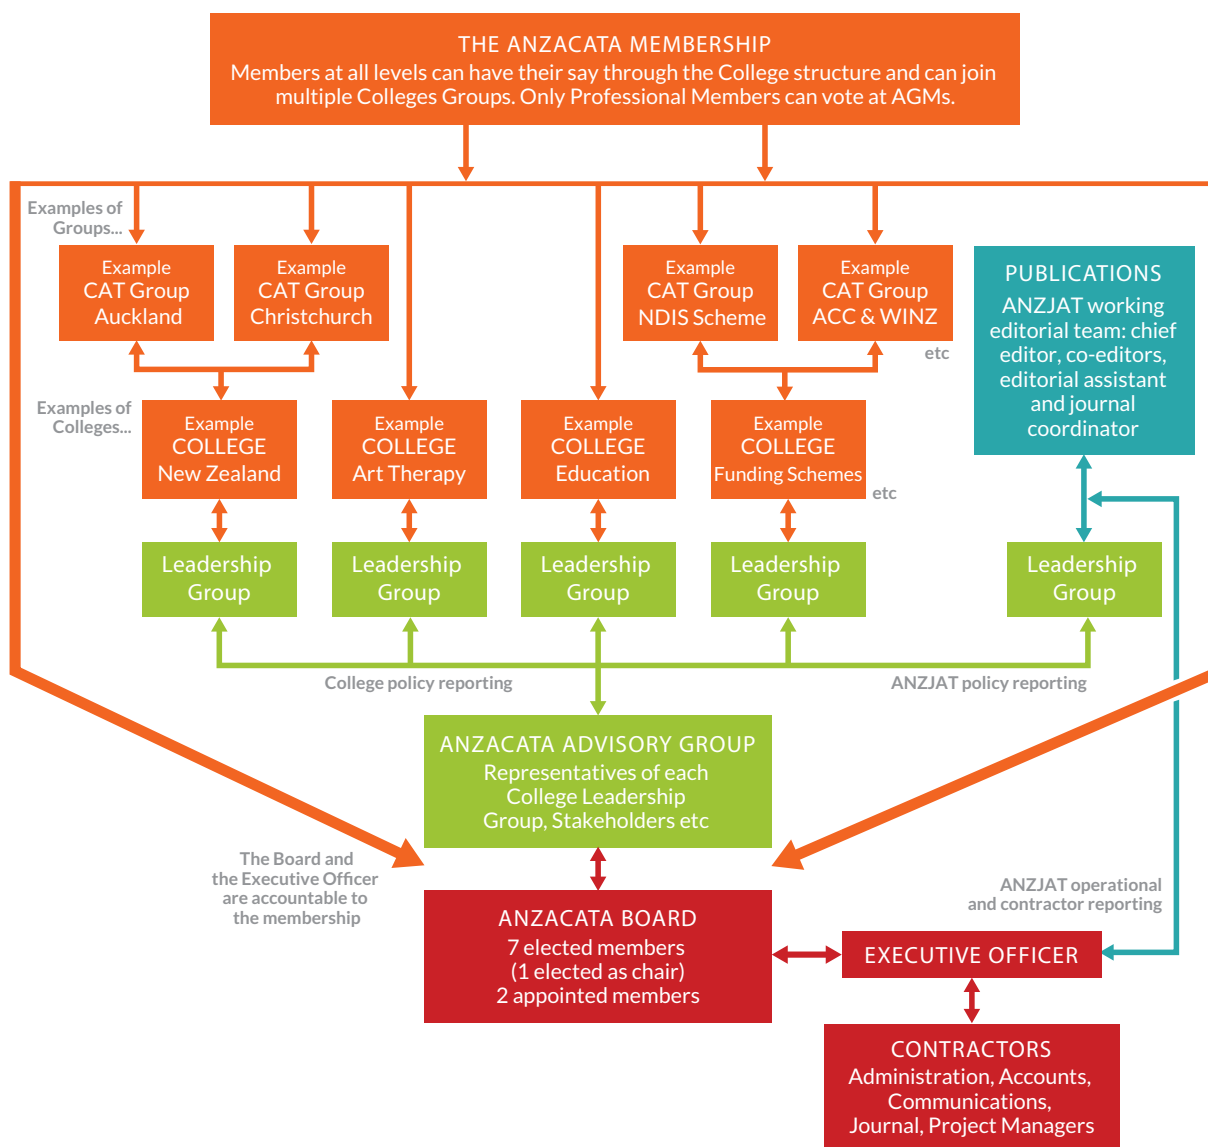 THE ANZACATA MEMBERSHIP
Members at all levels can have their say through the College structure and can join
multiple Colleges Groups. Only Professional Members can vote at AGMs.
Examples of
Groups...
Example
CAT Group
Auckland
Example
CAT Group
Christchurch
Example
CAT Group
NDIS Scheme
Example
CAT Group
ACC & WINZ
etc
PUBLICATIONS
ANZJAT working
editorial team: chief
editor, co-editors,
editorial assistant
and journal
coordinator
Examples of
Colleges...
Example
COLLEGE
New Zealand
Example
COLLEGE
Art Therapy
Example
COLLEGE
Education
Example
COLLEGE
Funding Schemes
etc
Leadership
Group
Leadership
Group
Leadership
Group
Leadership
Group
Leadership
Group
College policy reporting
ANZJAT policy reporting
ANZACATA ADVISORY GROUP
Representatives of each
College Leadership
Group, Stakeholders etc
The Board and
the Executive Officer
are accountable to
the membership
ANZJAT operational
and contractor reporting
ANZACATA BOARD
7 elected members
(1 elected as chair)
2 appointed members
EXECUTIVE OFFICER
CONTRACTORS
Administration, Accounts,
Communications,
Journal, Project Managers